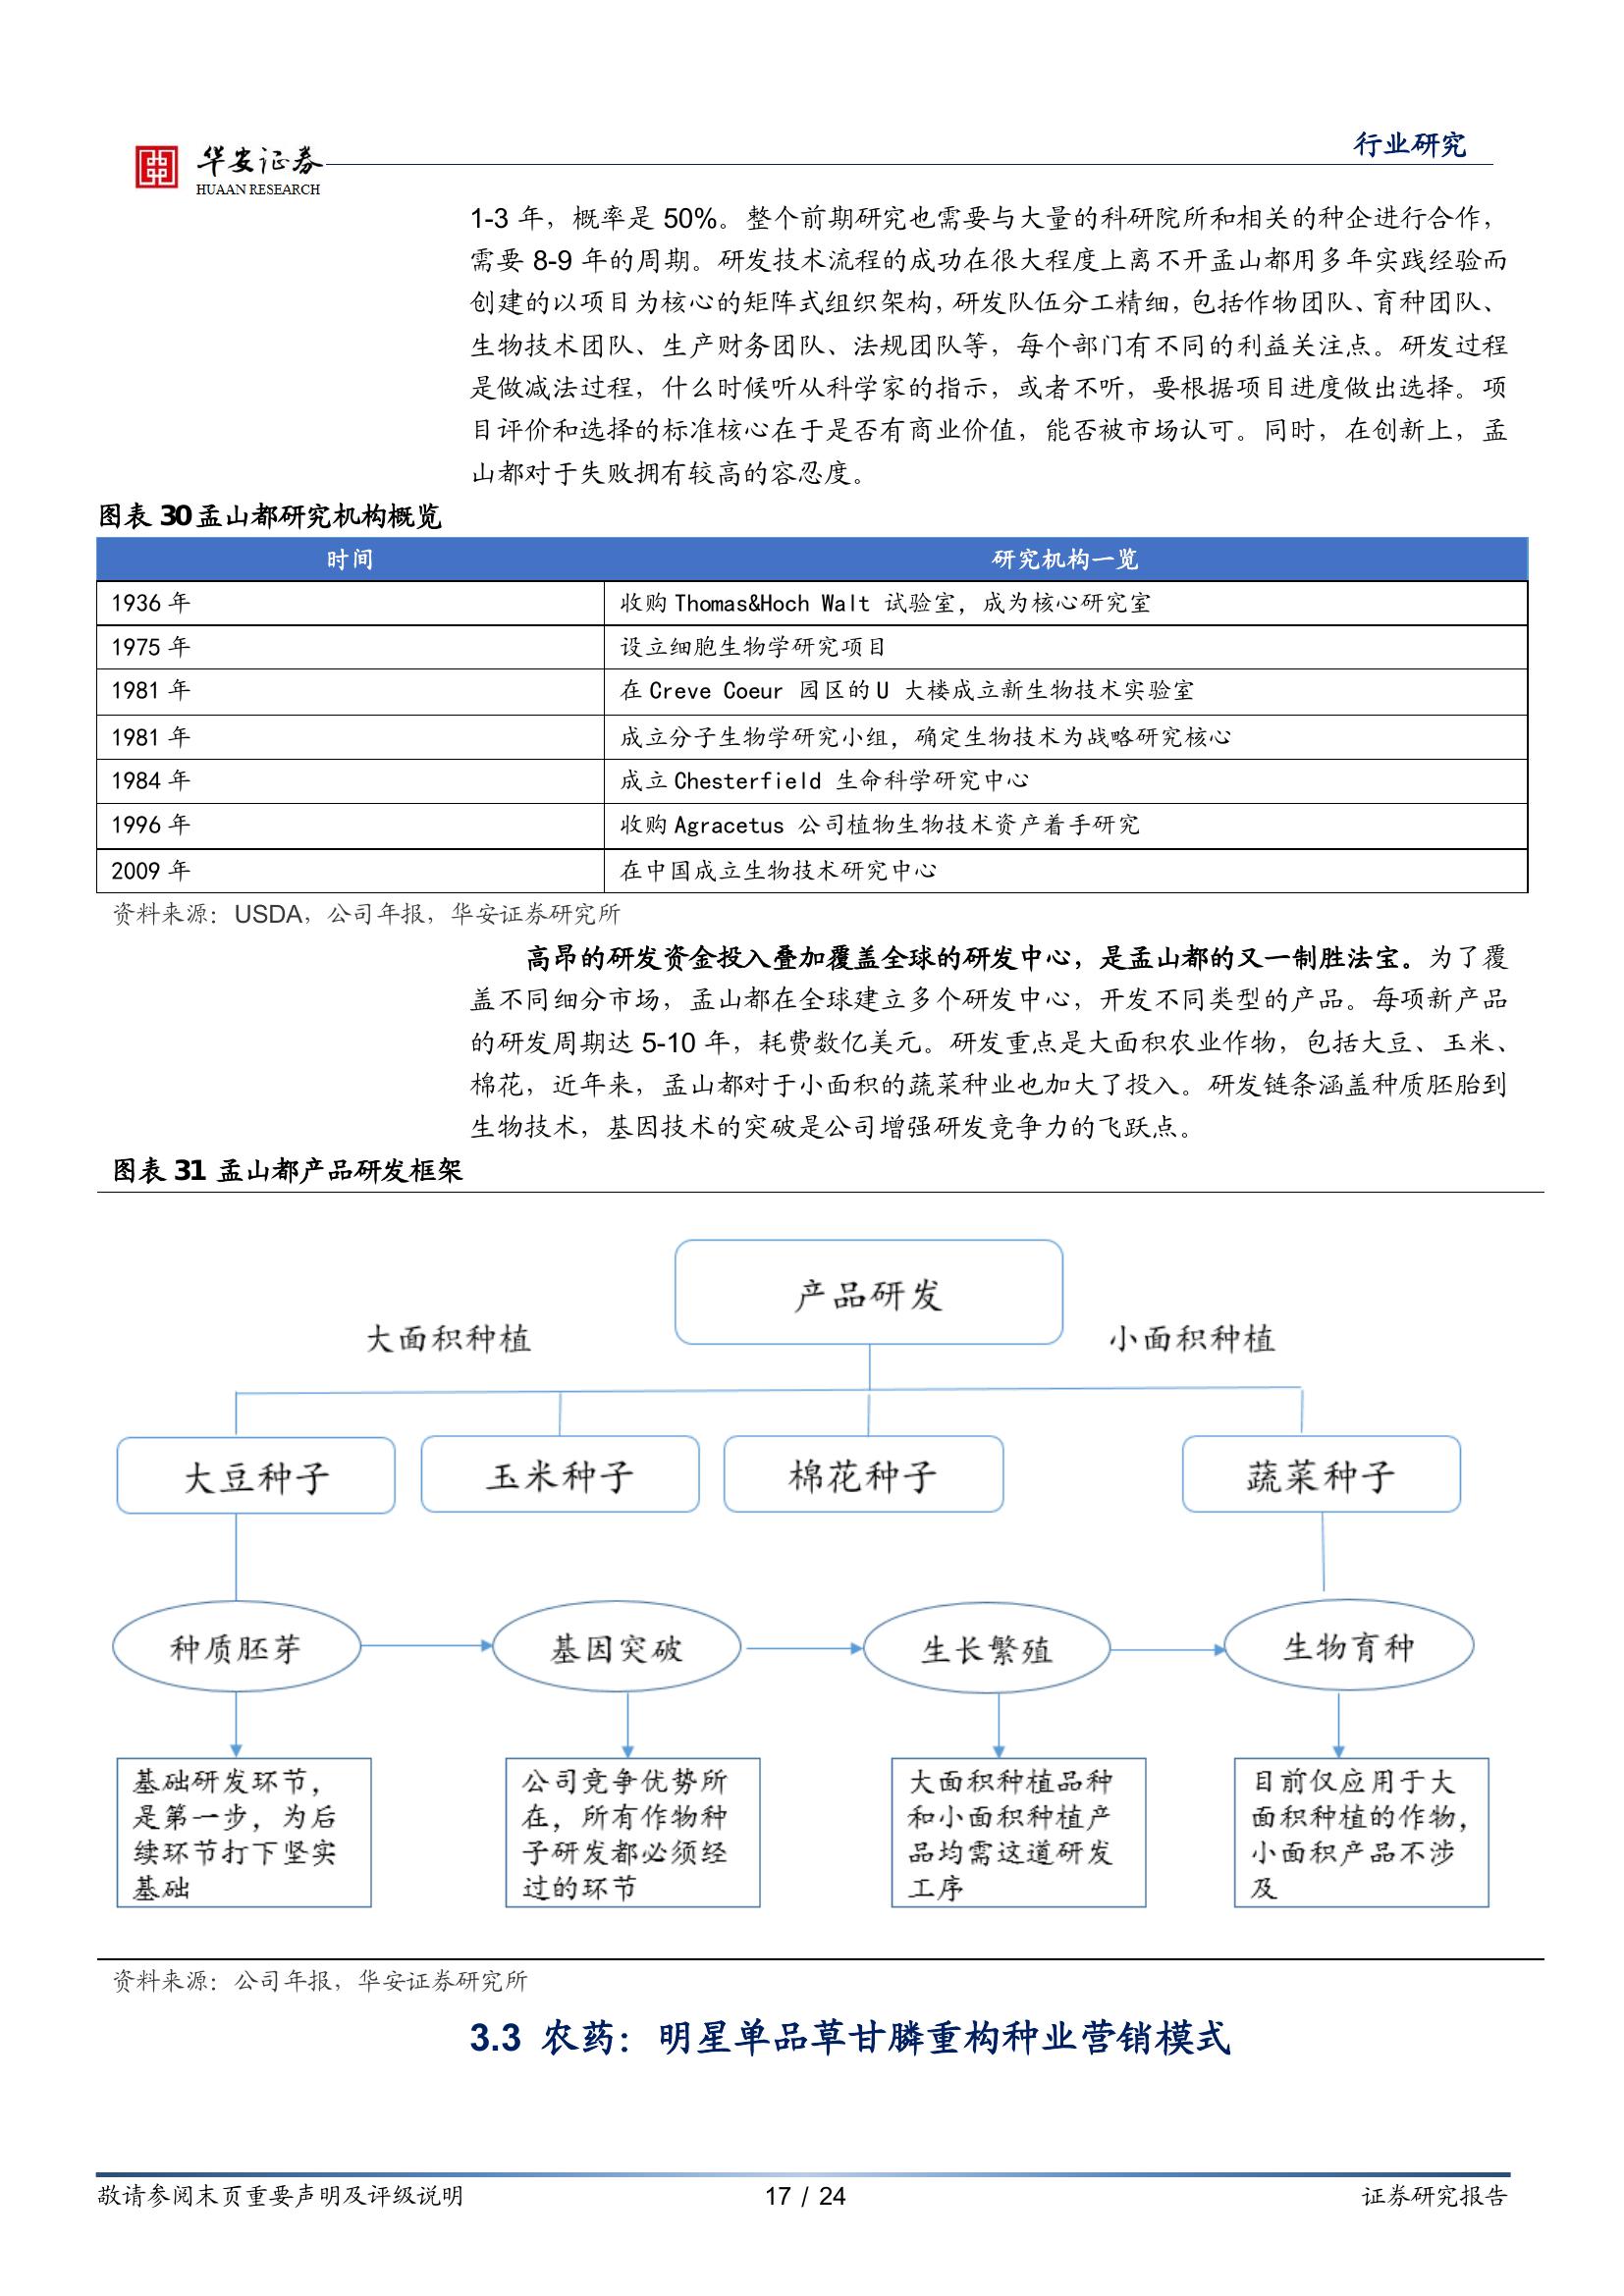 华安证券
HUAAN RESEARCH
行业研究
1-3 年，概率是 50%。整个前期研究也需要与大量的科研院所和相关的种企进行合作，
需要 8-9 年的周期。研发技术流程的成功在很大程度上离不开孟山都用多年实践经验而
创建的以项目为核心的矩阵式组织架构，研发队伍分工精细，包括作物团队、育种团队、
生物技术团队、生产财务团队、法规团队等，每个部门有不同的利益关注点。研发过程
是做减法过程，什么时候听从科学家的指示，或者不听，要根据项目进度做出选择。项
目评价和选择的标准核心在于是否有商业价值，能否被市场认可。同时，在创新上，孟
山都对于失败拥有较高的容忍度。
图表 30 孟山都研究机构概览
时间 研究机构一览
1936 年 收购 Thomas&Hoch Walt 试验室，成为核心研究室
1975 年 设立细胞生物学研究项目
1981 年 在 Creve Coeur 园区的 U 大楼成立新生物技术实验室
1981 年 成立分子生物学研究小组，确定生物技术为战略研究核心
1984 年 成立 Chesterfield 生命科学研究中心
1996 年 收购 Agracetus 公司植物生物技术资产着手研究
2009 年 在中国成立生物技术研究中心
资料来源：USDA，公司年报，华安证券研究所
高昂的研发资金投入叠加覆盖全球的研发中心，是孟山都的又一制胜法宝。为了覆
盖不同细分市场，孟山都在全球建立多个研发中心，开发不同类型的产品。每项新产品
的研发周期达 5-10 年，耗费数亿美元。研发重点是大面积农业作物，包括大豆、玉米、
棉花，近年来，孟山都对于小面积的蔬菜种业也加大了投入。研发链条涵盖种质胚胎到
生物技术，基因技术的突破是公司增强研发竞争力的飞跃点。
图表 31 孟山都产品研发框架
产品研发
大面积种植
小面积种植
大豆种子
玉米种子
棉花种子
蔬菜种子
种质胚芽
基因突破
生长繁殖
生物育种
基础研发环节，
是第一步，为后
续环节打下坚实
基础
公司竞争优势所
在，所有作物种
子研发都必须经
过的环节
大面积种植品种
和小面积种植产
品均需这道研发
工序
目前仅应用于大
面积种植的作物，
小面积产品不涉
及
资料来源：公司年报，华安证券研究所
3.3 农药：明星单品草甘膦重构种业营销模式
敬请参阅末页重要声明及评级说明
17 / 24
证券研究报告